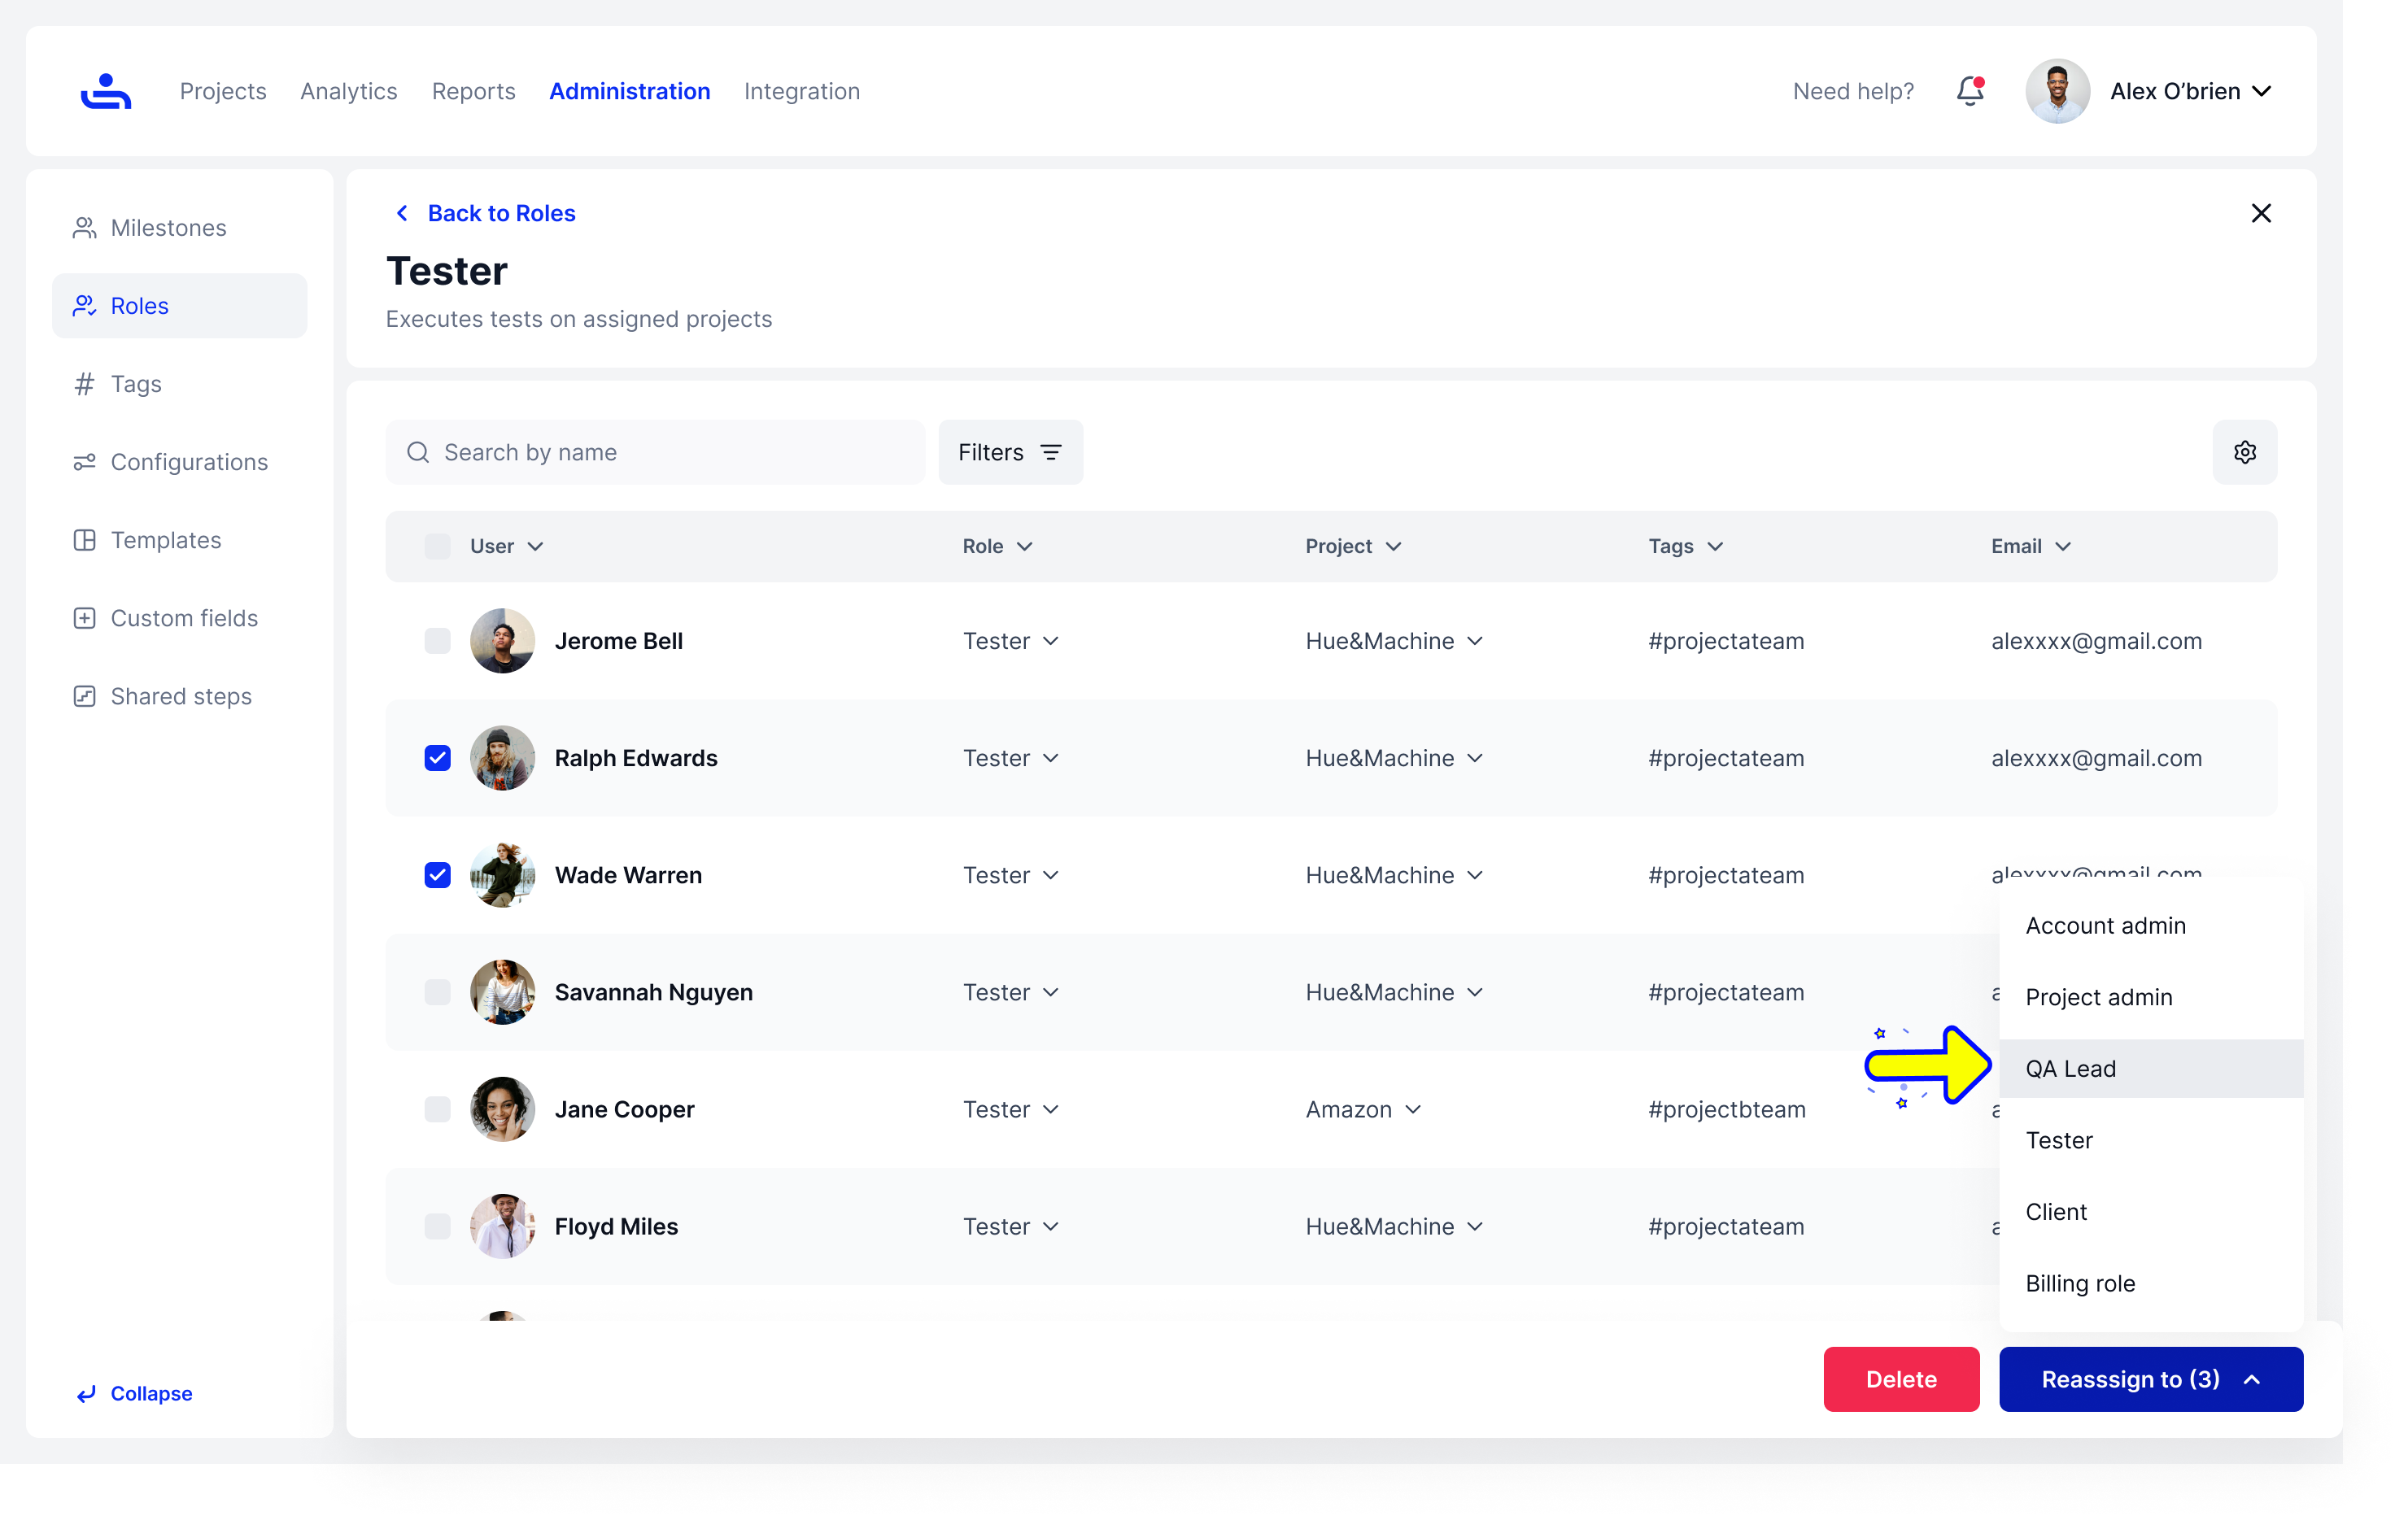 Projects Analytics Reports Administration Integration Need help? Alex O’brien
Milestones
Roles
Tags
Configurations
Templates
Custom fields
Shared steps
Collapse
Back to Roles
Tester
Executes tests on assigned projects
Search by name Filters
User Role Project Tags Email
Jerome Bell Tester Hue&Machine #projectateam alexxxx@gmail.com
Ralph Edwards Tester Hue&Machine #projectateam alexxxx@gmail.com
Wade Warren Tester Hue&Machine #projectateam alexxxx@gmail.com
Savannah Nguyen Tester Hue&Machine #projectateam
Jane Cooper Tester Amazon #projectbteam
Floyd Miles Tester Hue&Machine #projectateam
Account admin
Project admin
QA Lead
Tester
Client
Billing role
Delete Reasssign to (3)